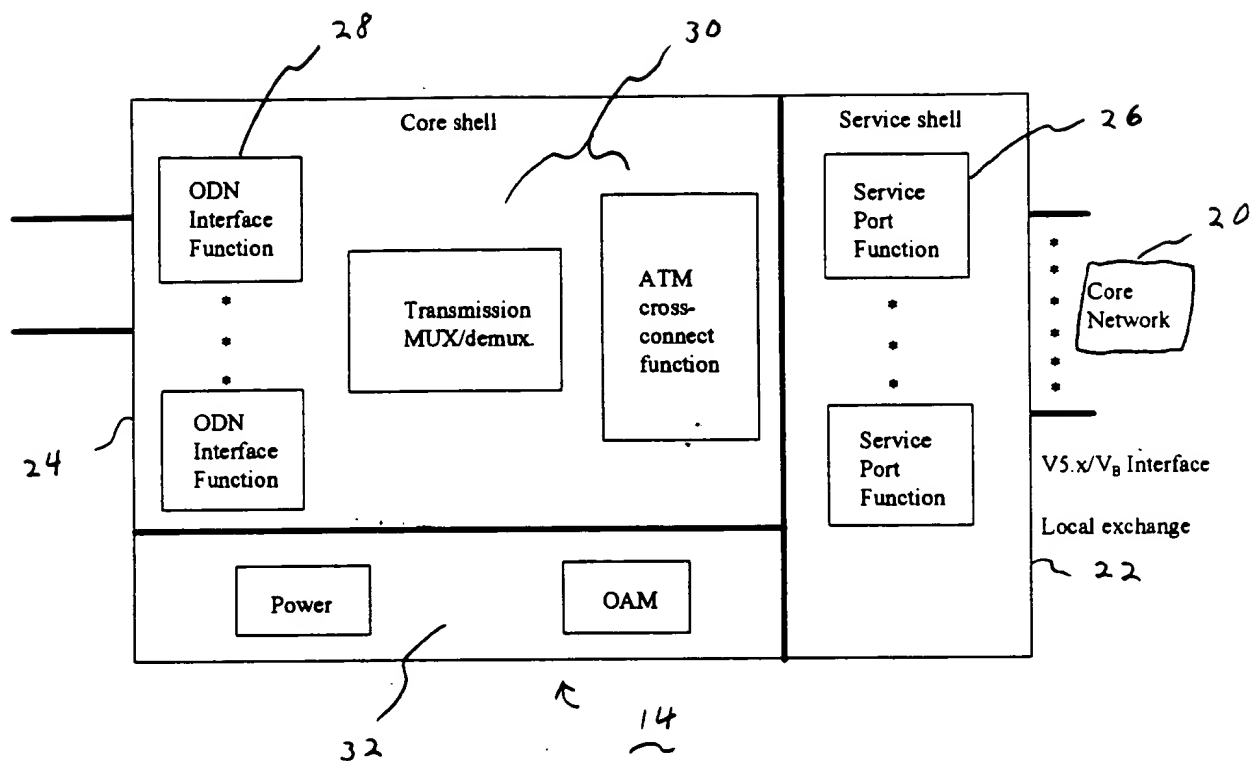 28
30
Core shell
Service shell
26
ODN
Interface
Function
Service
Port
Function
20
ATM
cross-
connect
function
Core
Network
Transmission
MUX/demux.
ODN
Interface
Function
24
Service
Port
Function
V5.x/VB Interface
Local exchange
22
Power
OAM
32
14